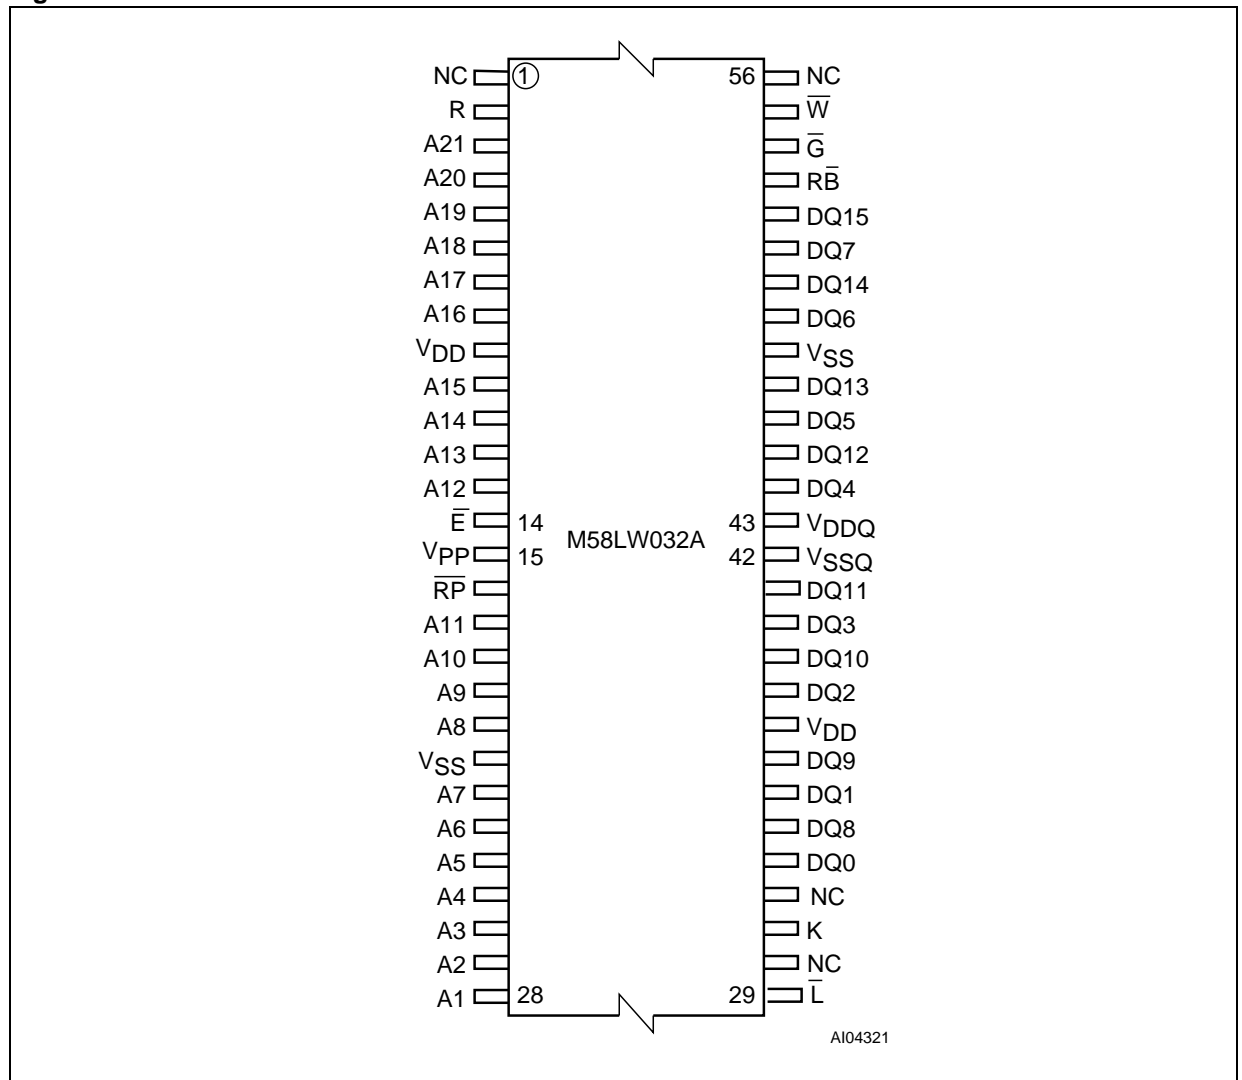 NC 1 56 NC
R W̅
A21 G̅
A20 RB̅
A19 DQ15
A18 DQ7
A17 DQ14
A16 DQ6
VDD VSS
A15 DQ13
A14 DQ5
A13 DQ12
A12 DQ4
E̅ 14 43 VDDQ
M58LW032A
VPP 15 42 VSSQ
R̅P̅ DQ11
A11 DQ3
A10 DQ10
A9 DQ2
A8 VDD
VSS DQ9
A7 DQ1
A6 DQ8
A5 DQ0
A4 NC
A3 K
A2 NC
A1 28 29 L̅
AI04321